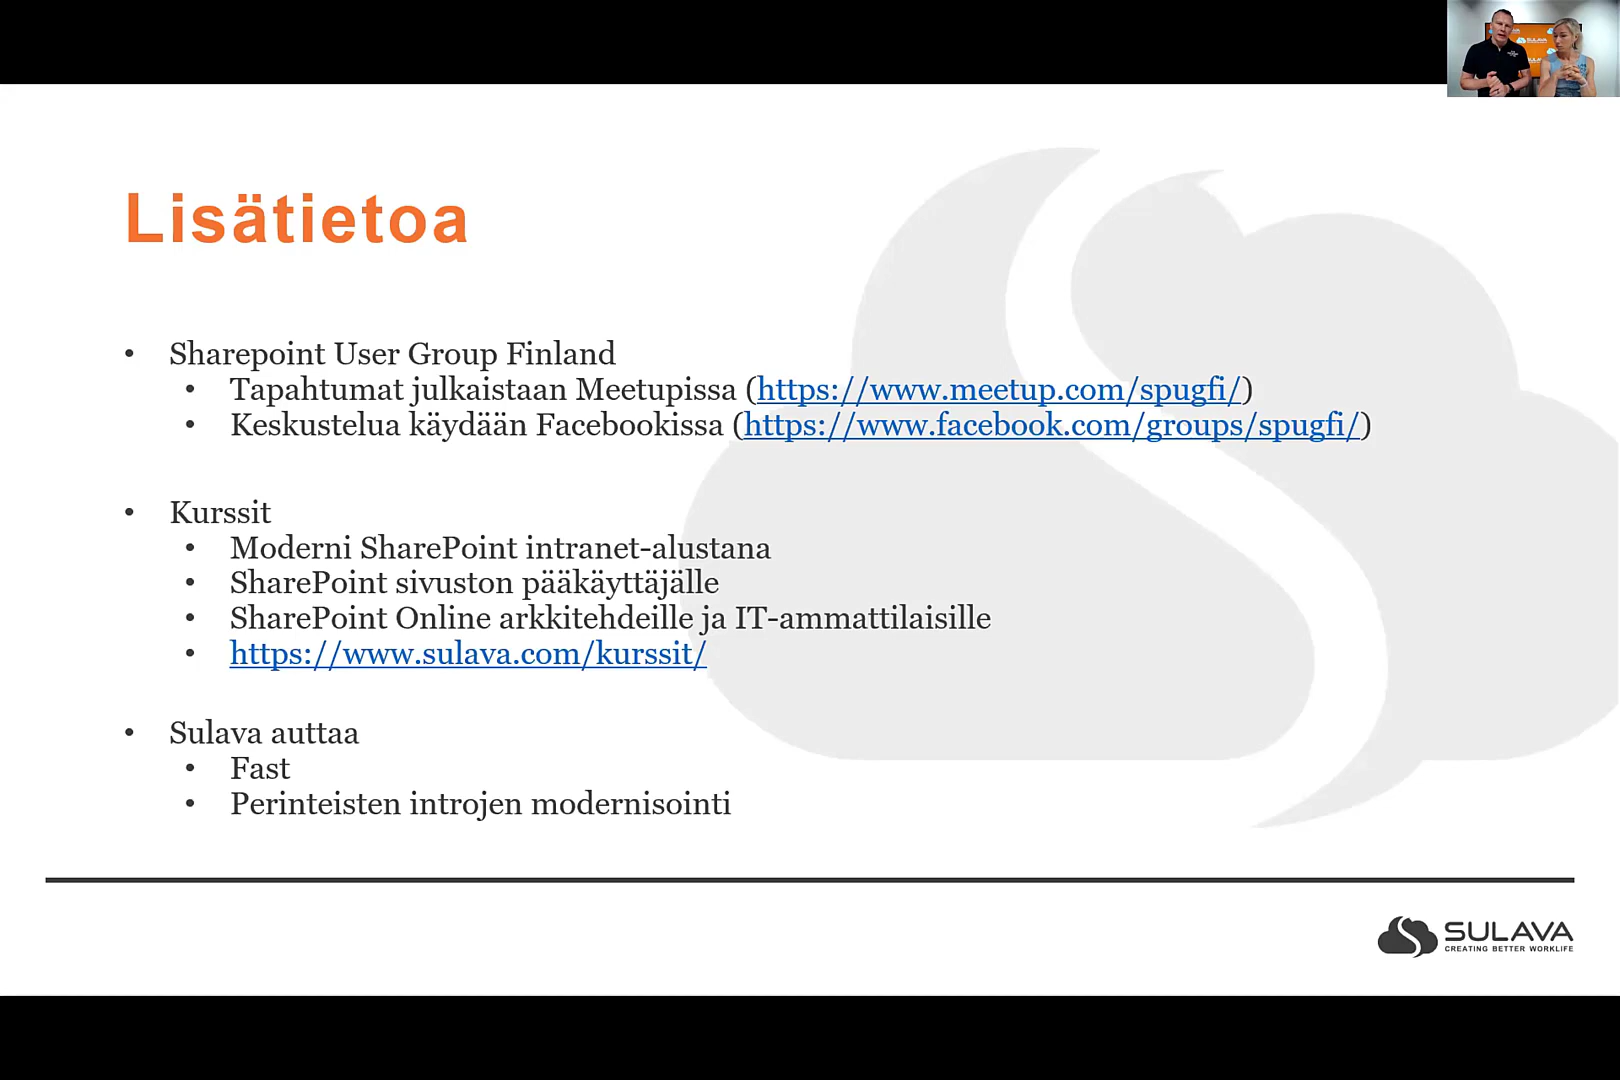 SULAVA
Lisätietoa
• Sharepoint User Group Finland
• Tapahtumat julkaistaan Meetupissa (https://www.meetup.com/spugfi/)
• Keskustelua käydään Facebookissa (https://www.facebook.com/groups/spugfi/)
• Kurssit
• Moderni SharePoint intranet-alustana
• SharePoint sivuston pääkäyttäjälle
• SharePoint Online arkkitehdeille ja IT-ammattilaisille
• https://www.sulava.com/kurssit/
• Sulava auttaa
• Fast
• Perinteisten introjen modernisointi
SULAVA
CREATING BETTER WORKLIFE